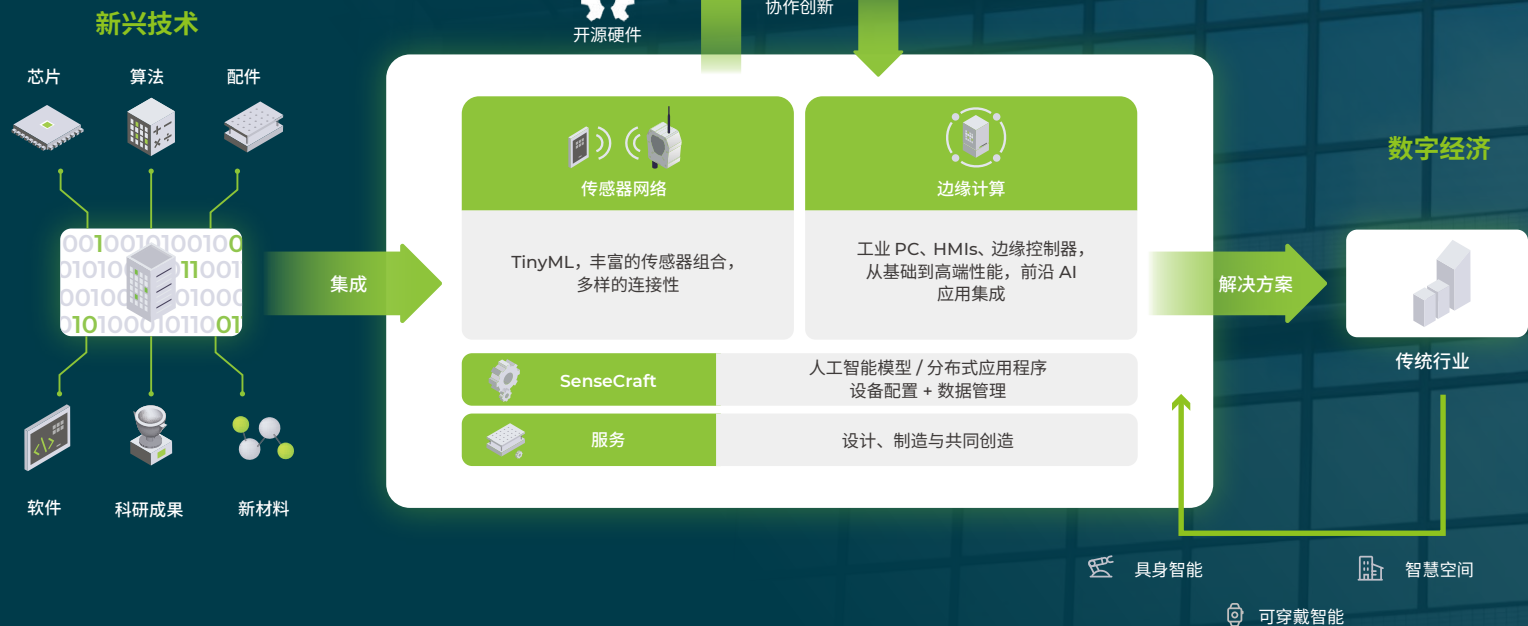 新兴技术
芯片
算法
配件
0010010100100
软件
科研成果
新材料
集成
开源硬件
协作创新
传感器网络
TinyML，丰富的传感器组合，
多样的连接性
边缘计算
工业 PC、HMIs、边缘控制器，
从基础到高端性能，前沿 AI
应用集成
SenseCraft
人工智能模型 / 分布式应用程序
设备配置 + 数据管理
服务
设计、制造与共同创造
解决方案
数字经济
传统行业
具身智能
智慧空间
可穿戴智能